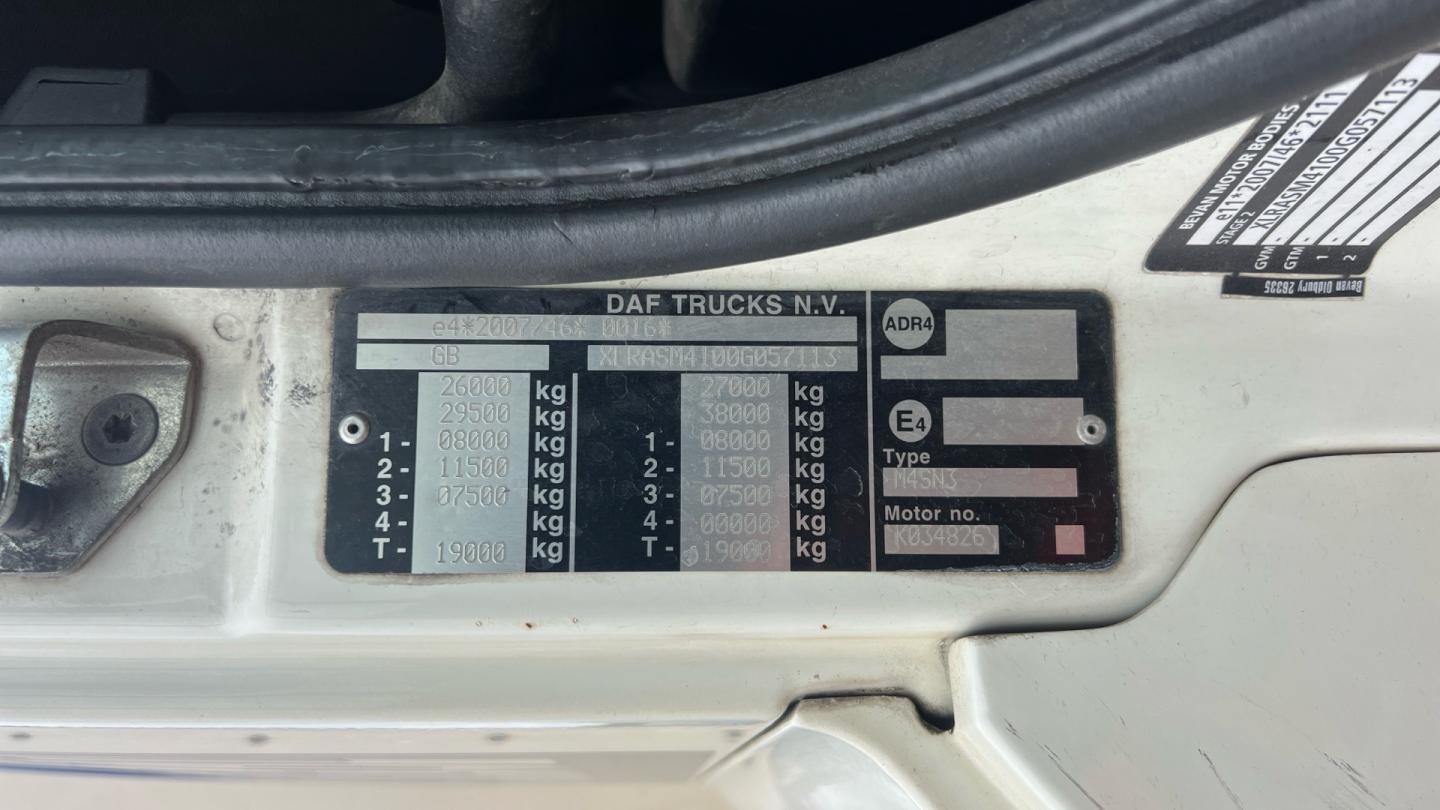 DAF TRUCKS N.V.
e4*2007/46* 0016*
GB XLRASM4100G057113
26000 kg 27000 kg
29500 kg 38000 kg
1 - 08000 kg 1 - 08000 kg
2 - 11500 kg 2 - 11500 kg
3 - 07500 kg 3 - 07500 kg
4 - kg 4 - 00000 kg
T - 19000 kg T - 19000 kg
ADR4
E4
Type
M4SN3
Motor no.
K034826
BEVAN MOTOR BODIES
e11*2007/46*2111
STAGE 2
XLRASM4100G057113
GVM -
GTM -
1 -
2 -
Bevan Oldbury 26335